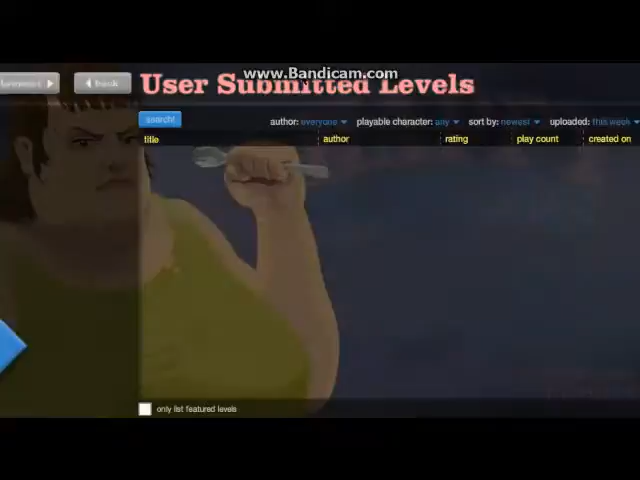 www.Bandicam.com
back
User Submitted Levels
search!
author: everyone playable character: any sort by: newest uploaded: this week
title author rating play count created on
only list featured levels